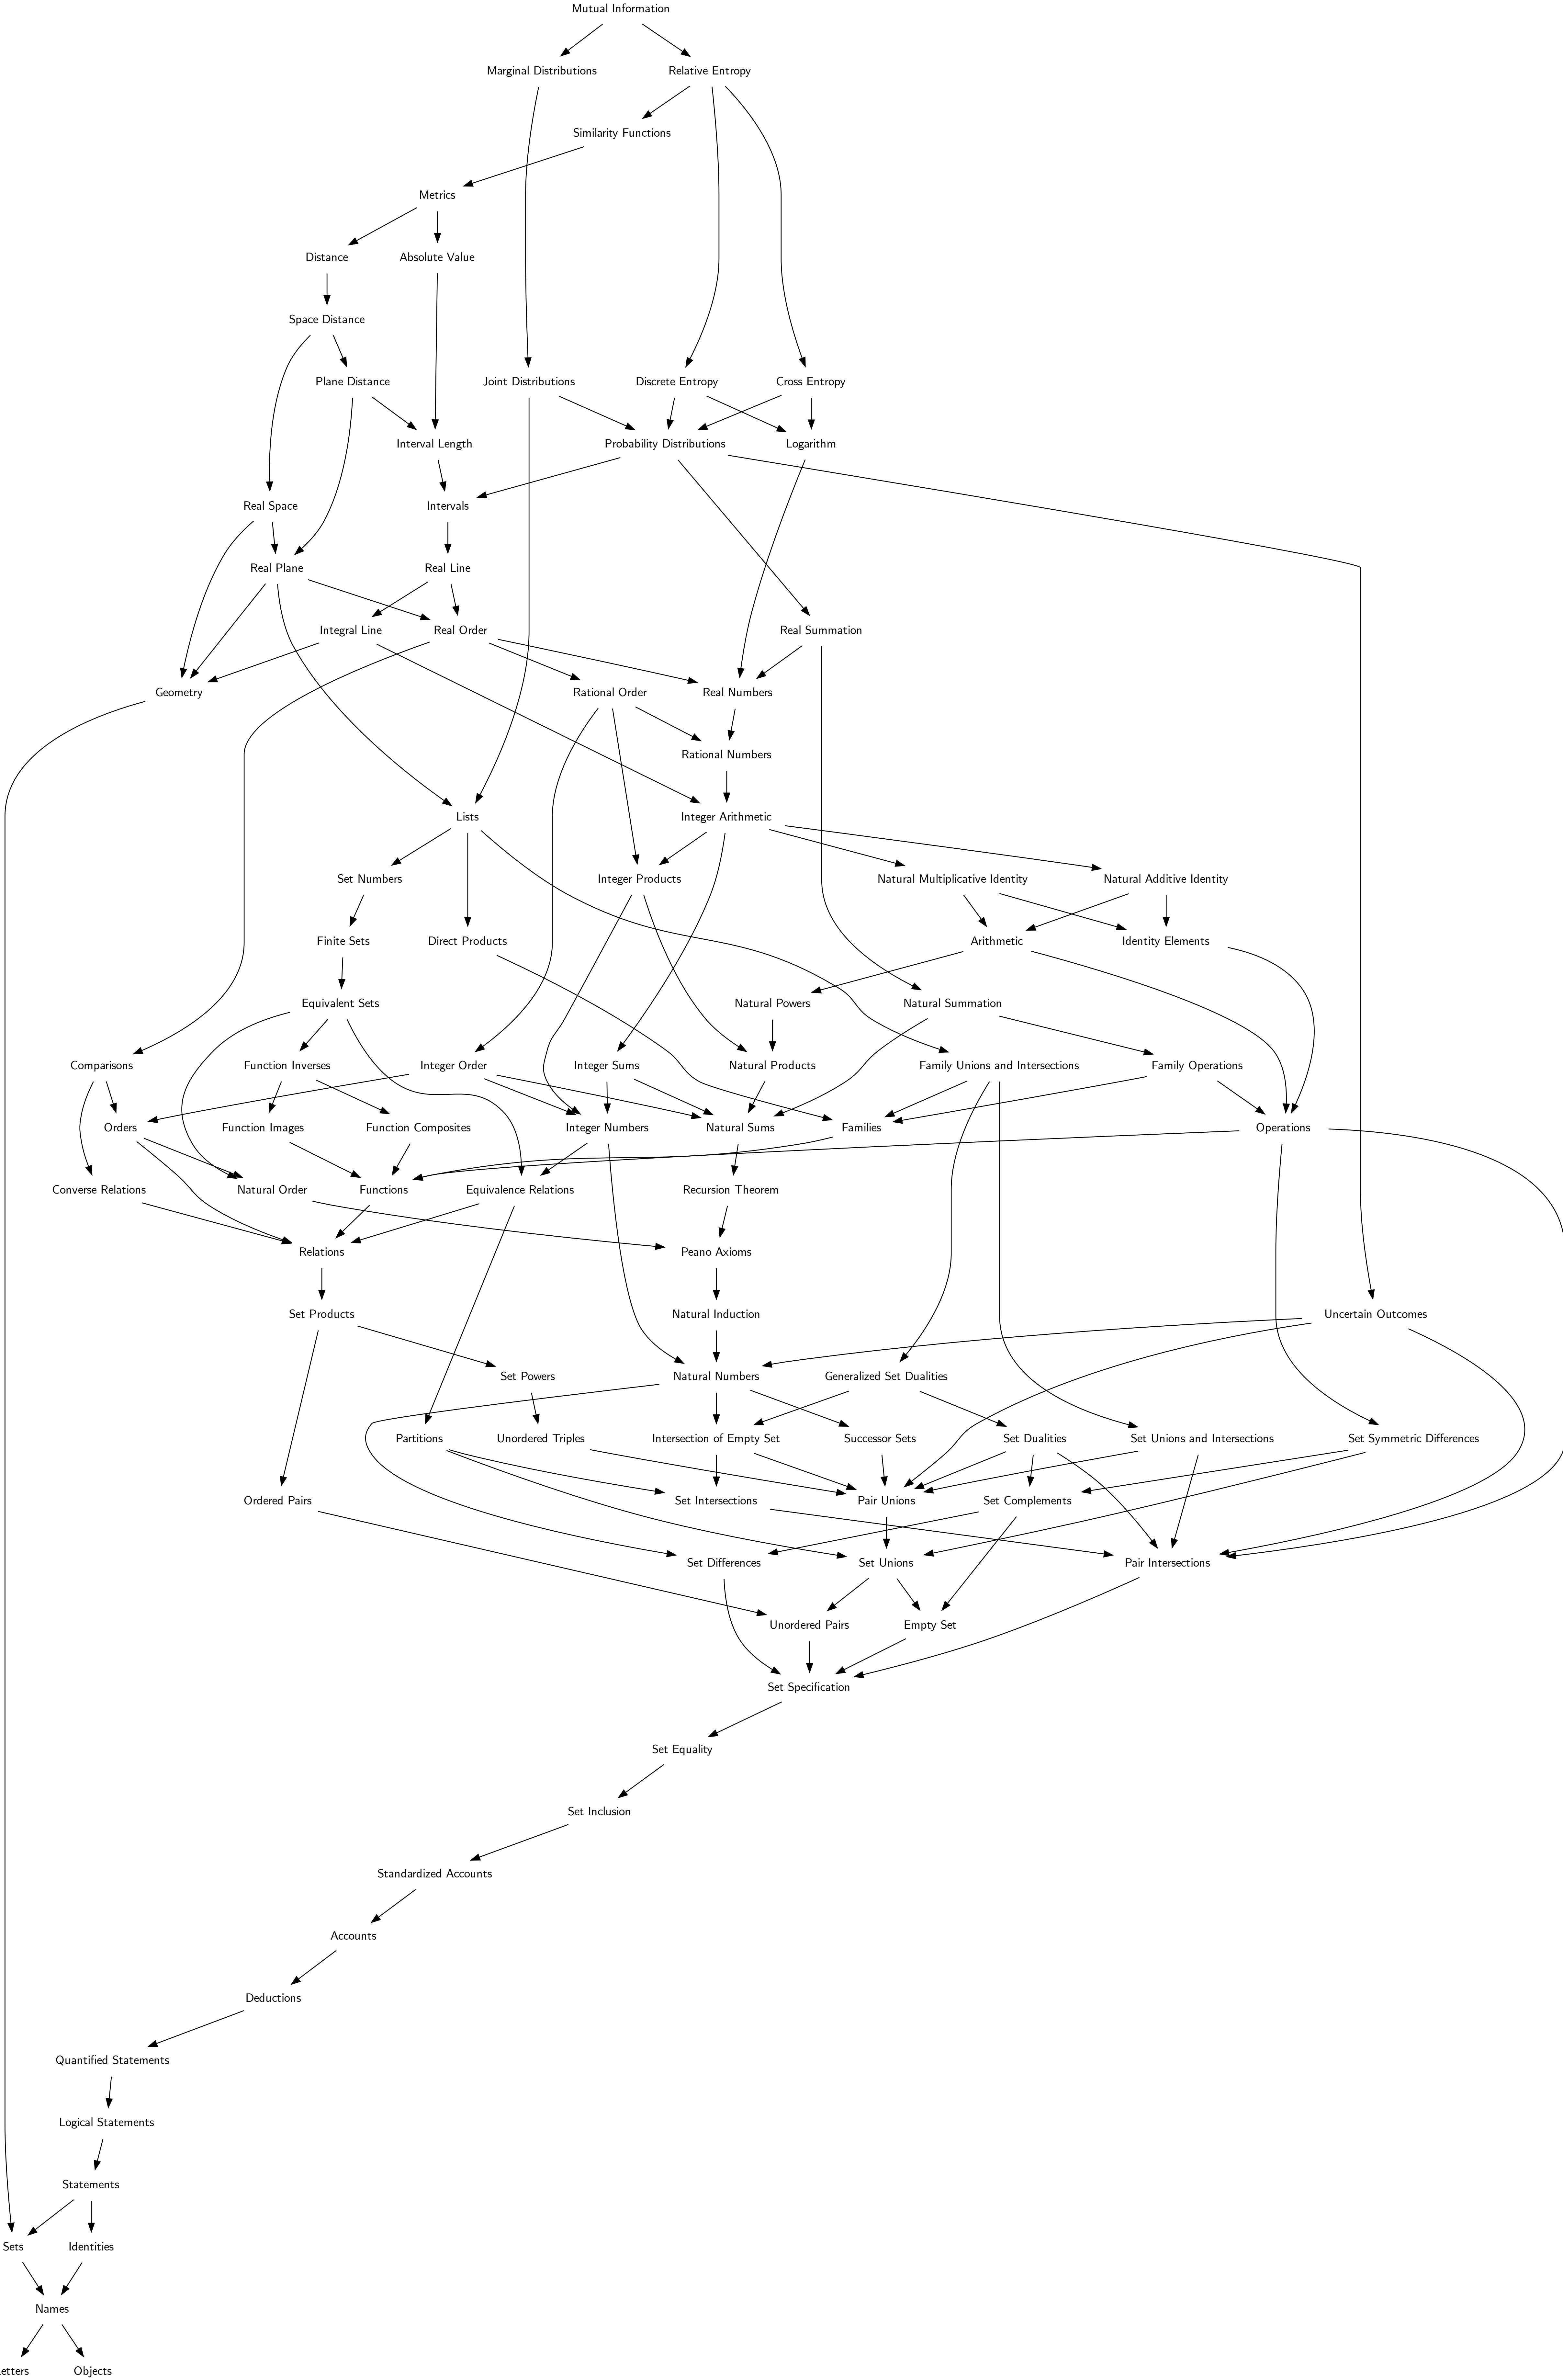 Mutual Information
Marginal Distributions
Relative Entropy
Similarity Functions
Metrics
Distance
Absolute Value
Space Distance
Plane Distance
Joint Distributions
Discrete Entropy
Cross Entropy
Interval Length
Probability Distributions
Logarithm
Real Space
Intervals
Real Plane
Real Line
Integral Line
Real Order
Real Summation
Geometry
Rational Order
Real Numbers
Rational Numbers
Lists
Integer Arithmetic
Set Numbers
Integer Products
Natural Multiplicative Identity
Natural Additive Identity
Finite Sets
Direct Products
Arithmetic
Identity Elements
Equivalent Sets
Natural Powers
Natural Summation
Comparisons
Function Inverses
Integer Order
Integer Sums
Natural Products
Family Unions and Intersections
Family Operations
Orders
Function Images
Function Composites
Integer Numbers
Natural Sums
Families
Operations
Converse Relations
Natural Order
Functions
Equivalence Relations
Recursion Theorem
Relations
Peano Axioms
Set Products
Natural Induction
Uncertain Outcomes
Set Powers
Natural Numbers
Generalized Set Dualities
Partitions
Unordered Triples
Intersection of Empty Set
Successor Sets
Set Dualities
Set Unions and Intersections
Set Symmetric Differences
Ordered Pairs
Set Intersections
Pair Unions
Set Complements
Set Differences
Set Unions
Pair Intersections
Unordered Pairs
Empty Set
Set Specification
Set Equality
Set Inclusion
Standardized Accounts
Accounts
Deductions
Quantified Statements
Logical Statements
Statements
Sets
Identities
Names
etters
Objects